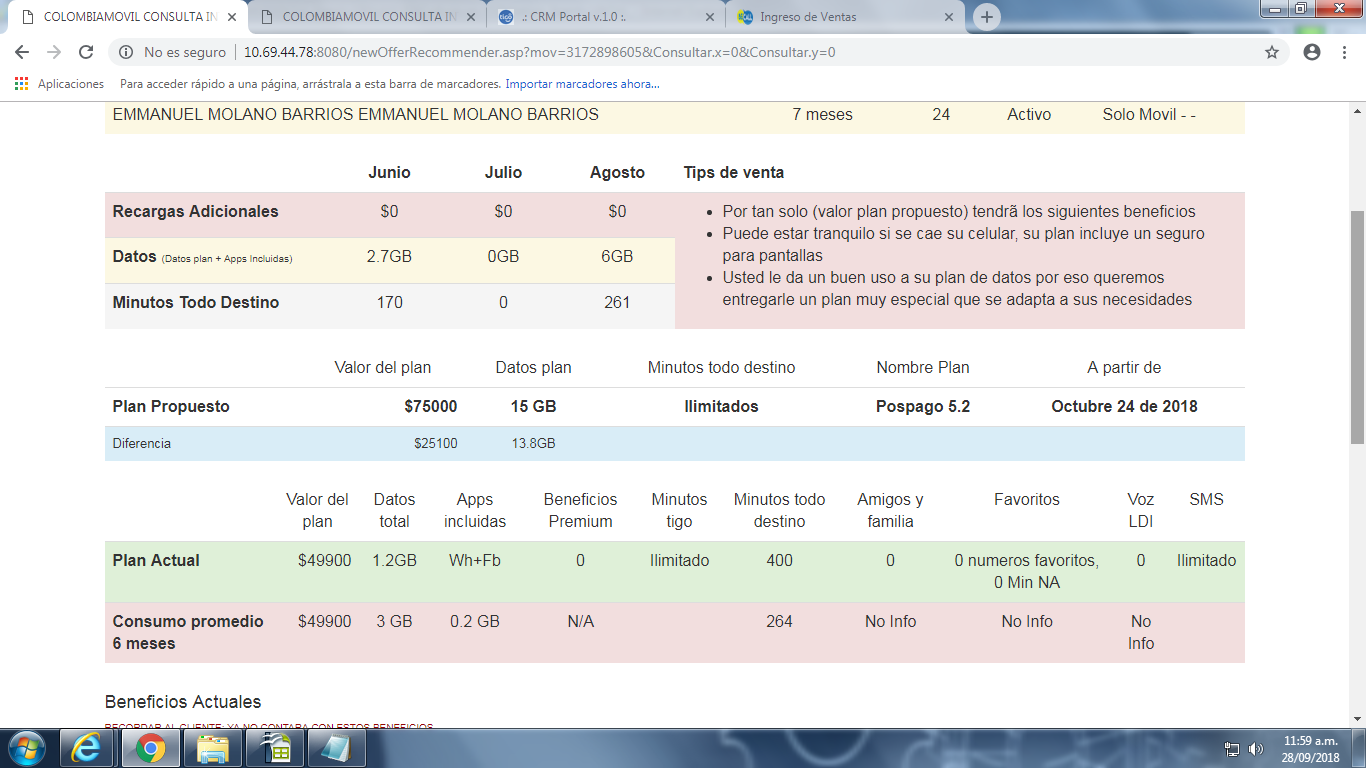 COLOMBIAMOVIL CONSULTA IN
COLOMBIAMOVIL CONSULTA IN
tigo .: CRM Portal v.1.0 :.
Ingreso de Ventas
No es seguro 10.69.44.78:8080/newOfferRecommender.asp?mov=3172898605&Consultar.x=0&Consultar.y=0
Aplicaciones Para acceder rápido a una página, arrástrala a esta barra de marcadores. Importar marcadores ahora...
EMMANUEL MOLANO BARRIOS EMMANUEL MOLANO BARRIOS 7 meses 24 Activo Solo Movil - -
Junio Julio Agosto Tips de venta
Recargas Adicionales $0 $0 $0
Datos (Datos plan + Apps Incluidas) 2.7GB 0GB 6GB
Minutos Todo Destino 170 0 261
• Por tan solo (valor plan propuesto) tendrã los siguientes beneficios
• Puede estar tranquilo si se cae su celular, su plan incluye un seguro
para pantallas
• Usted le da un buen uso a su plan de datos por eso queremos
entregarle un plan muy especial que se adapta a sus necesidades
Valor del plan Datos plan Minutos todo destino Nombre Plan A partir de
Plan Propuesto $75000 15 GB Ilimitados Pospago 5.2 Octubre 24 de 2018
Diferencia $25100 13.8GB
Valor del plan Datos total Apps incluidas Beneficios Premium Minutos tigo Minutos todo destino Amigos y familia Favoritos Voz LDI SMS
Plan Actual $49900 1.2GB Wh+Fb 0 Ilimitado 400 0 0 numeros favoritos, 0 Min NA 0 Ilimitado
Consumo promedio 6 meses $49900 3 GB 0.2 GB N/A 264 No Info No Info No Info
Beneficios Actuales
RECORDAR AL CLIENTE: YA NO CONTARA CON ESTOS BENEFICIOS
11:59 a.m.
28/09/2018